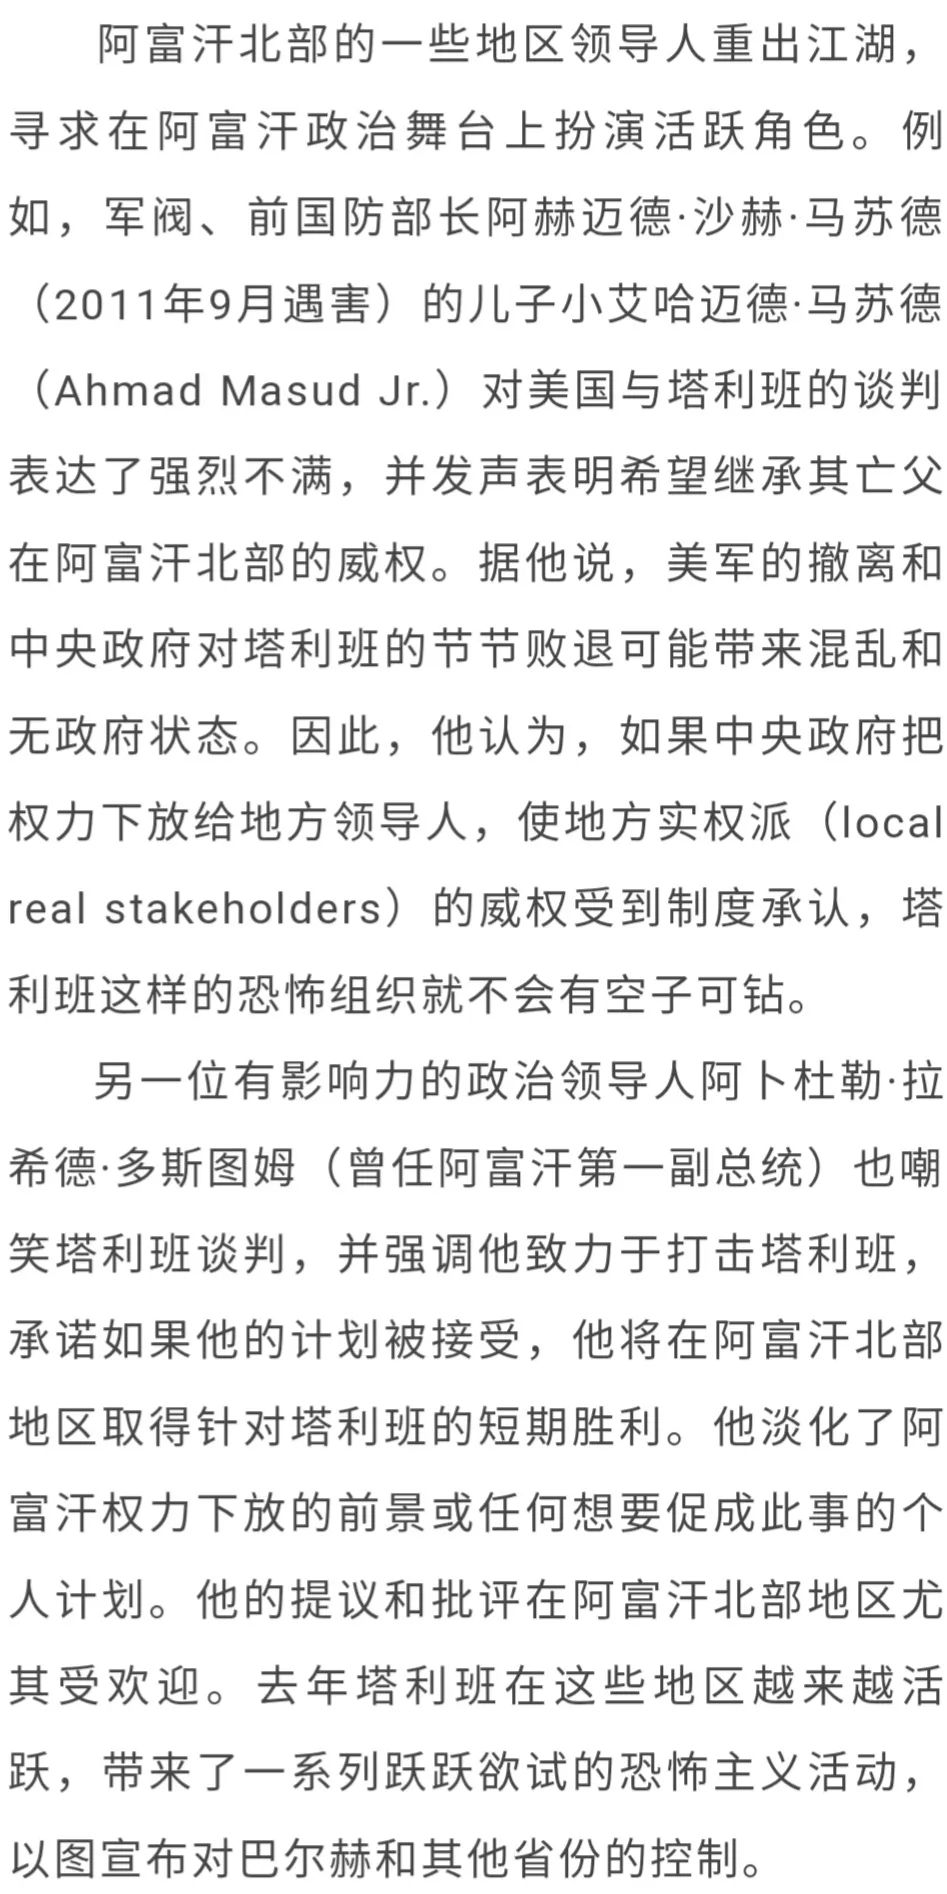 阿富汗北部的一些地区领导人重出江湖，
寻求在阿富汗政治舞台上扮演活跃角色。例
如，军阀、前国防部长阿赫迈德·沙赫·马苏德
（2011年9月遇害）的儿子小艾哈迈德·马苏德
（Ahmad Masud Jr.）对美国与塔利班的谈判
表达了强烈不满，并发声表明希望继承其亡父
在阿富汗北部的威权。据他说，美军的撤离和
中央政府对塔利班的节节败退可能带来混乱和
无政府状态。因此，他认为，如果中央政府把
权力下放给地方领导人，使地方实权派（local
real stakeholders）的威权受到制度承认，塔
利班这样的恐怖组织就不会有空子可钻。
另一位有影响力的政治领导人阿卜杜勒·拉
希德·多斯图姆（曾任阿富汗第一副总统）也嘲
笑塔利班谈判，并强调他致力于打击塔利班，
承诺如果他的计划被接受，他将在阿富汗北部
地区取得针对塔利班的短期胜利。他淡化了阿
富汗权力下放的前景或任何想要促成此事的个
人计划。他的提议和批评在阿富汗北部地区尤
其受欢迎。去年塔利班在这些地区越来越活
跃，带来了一系列跃跃欲试的恐怖主义活动，
以图宣布对巴尔赫和其他省份的控制。